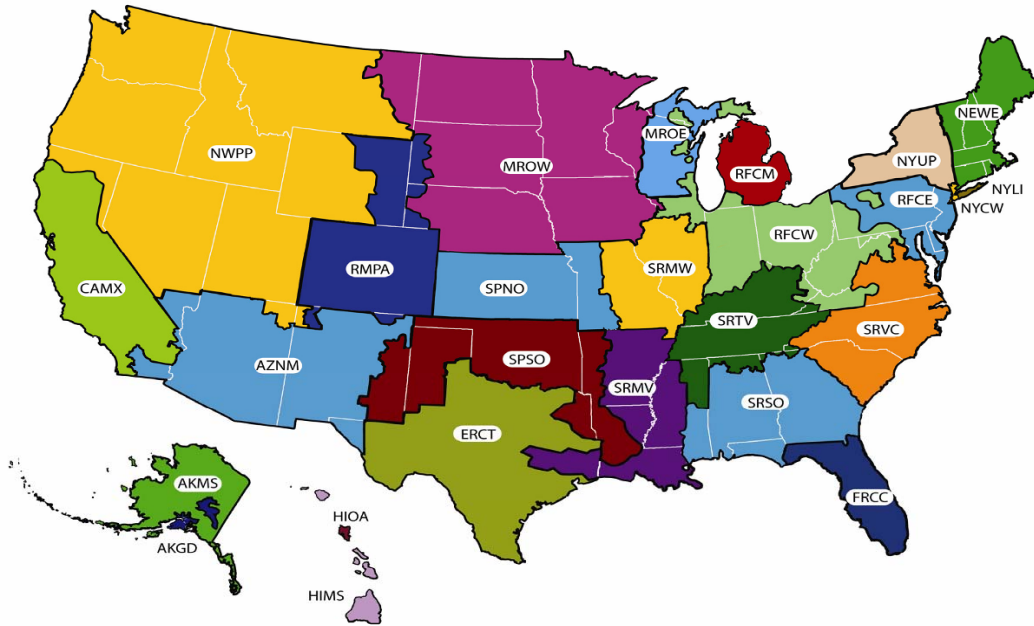 NEWE
NYUP
MROE
NWPP
MROW
RFCM
NYLI
RFCE
NYCW
RFCW
SRMW
RMPA
CAMX
SPNO
SRTV
SRVC
SPSO
AZNM
SRMV
SRSO
ERCT
AKMS
FRCC
HIOA
AKGD
HIMS